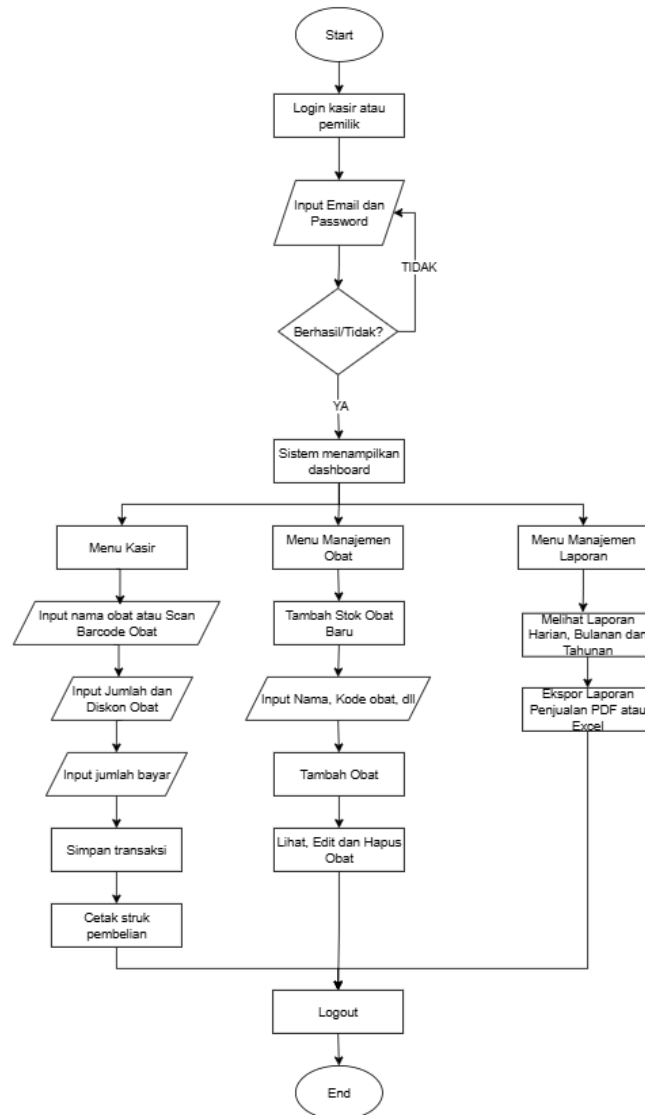 Start
Login kasir atau
pemilik
Input Email dan
Password
TIDAK
Berhasil/Tidak?
YA
Sistem menampilkan
dashboard
Menu Kasir
Input nama obat atau Scan
Barcode Obat
Input Jumlah dan
Diskon Obat
Input jumlah bayar
Simpan transaksi
Cetak struk
pembelian
Menu Manajemen
Obat
Tambah Stok Obat
Baru
Input Nama, Kode obat, dll
Tambah Obat
Lihat, Edit dan Hapus
Obat
Menu Manajemen
Laporan
Melihat Laporan
Harian, Bulanan dan
Tahunan
Ekspor Laporan
Penjualan PDF atau
Excel
Logout
End